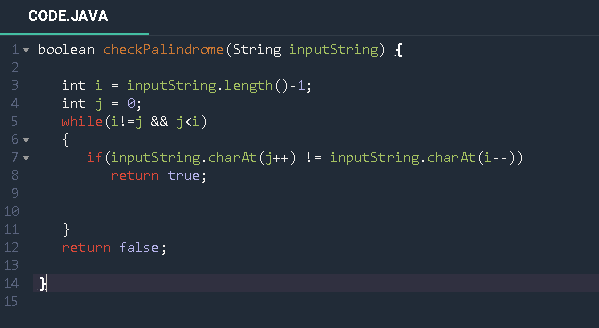 CODE.JAVA
1 boolean checkPalindrome(String inputString) {
2
3 int i = inputString.length()-1;
4 int j = 0;
5 while(i!=j && j<i)
6 {
7 if(inputString.charAt(j++) != inputString.charAt(i--))
8 return true;
9
10
11 }
12 return false;
13
14 }
15